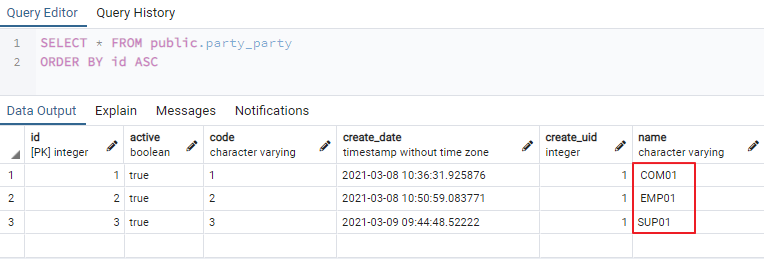 Query Editor Query History
1 SELECT * FROM public.party_party
2 ORDER BY id ASC
Data Output Explain Messages Notifications
id active code create_date create_uid name
[PK] integer boolean character varying timestamp without time zone integer character varying
1 1 true 1 2021-03-08 10:36:31.925876 1 COM01
2 2 true 2 2021-03-08 10:50:59.083771 1 EMP01
3 3 true 3 2021-03-09 09:44:48.52222 1 SUP01